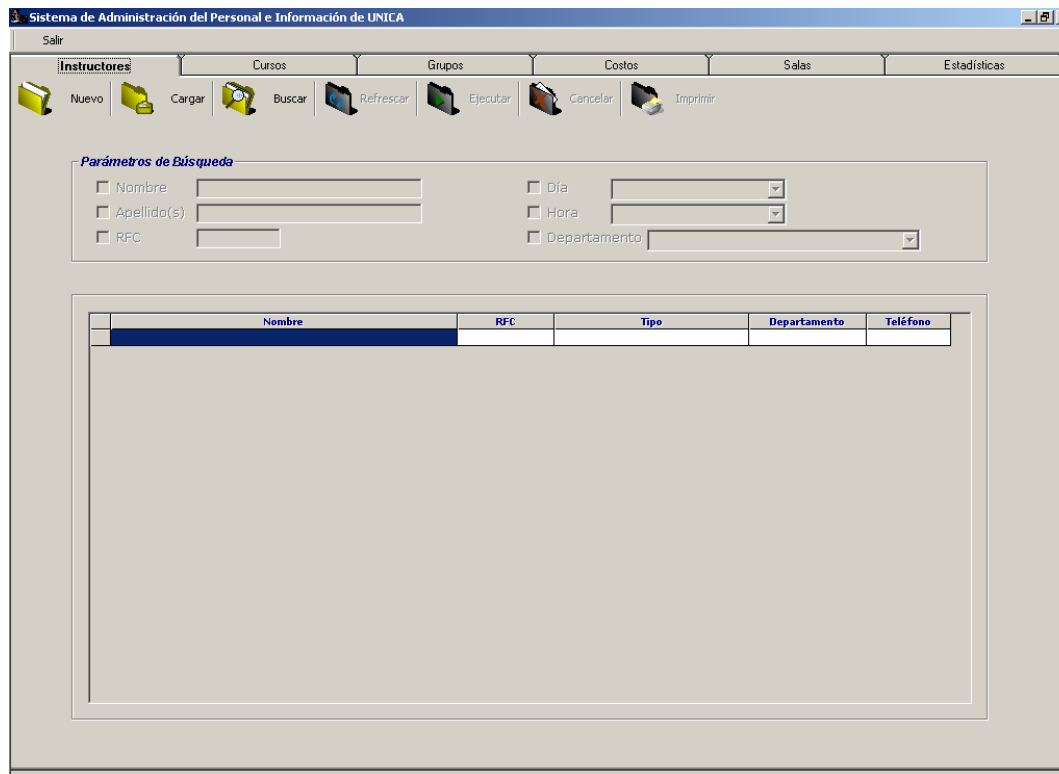 Sistema de Administración del Personal e Información de UNICA
Salir
Instructores Cursos Grupos Costos Salas Estadísticas
Nuevo Cargar Buscar Refrescar Ejecutar Cancelar Imprimir
Parámetros de Búsqueda
Nombre Día
Apellido(s) Hora
RFC Departamento
Nombre RFC Tipo Departamento Teléfono